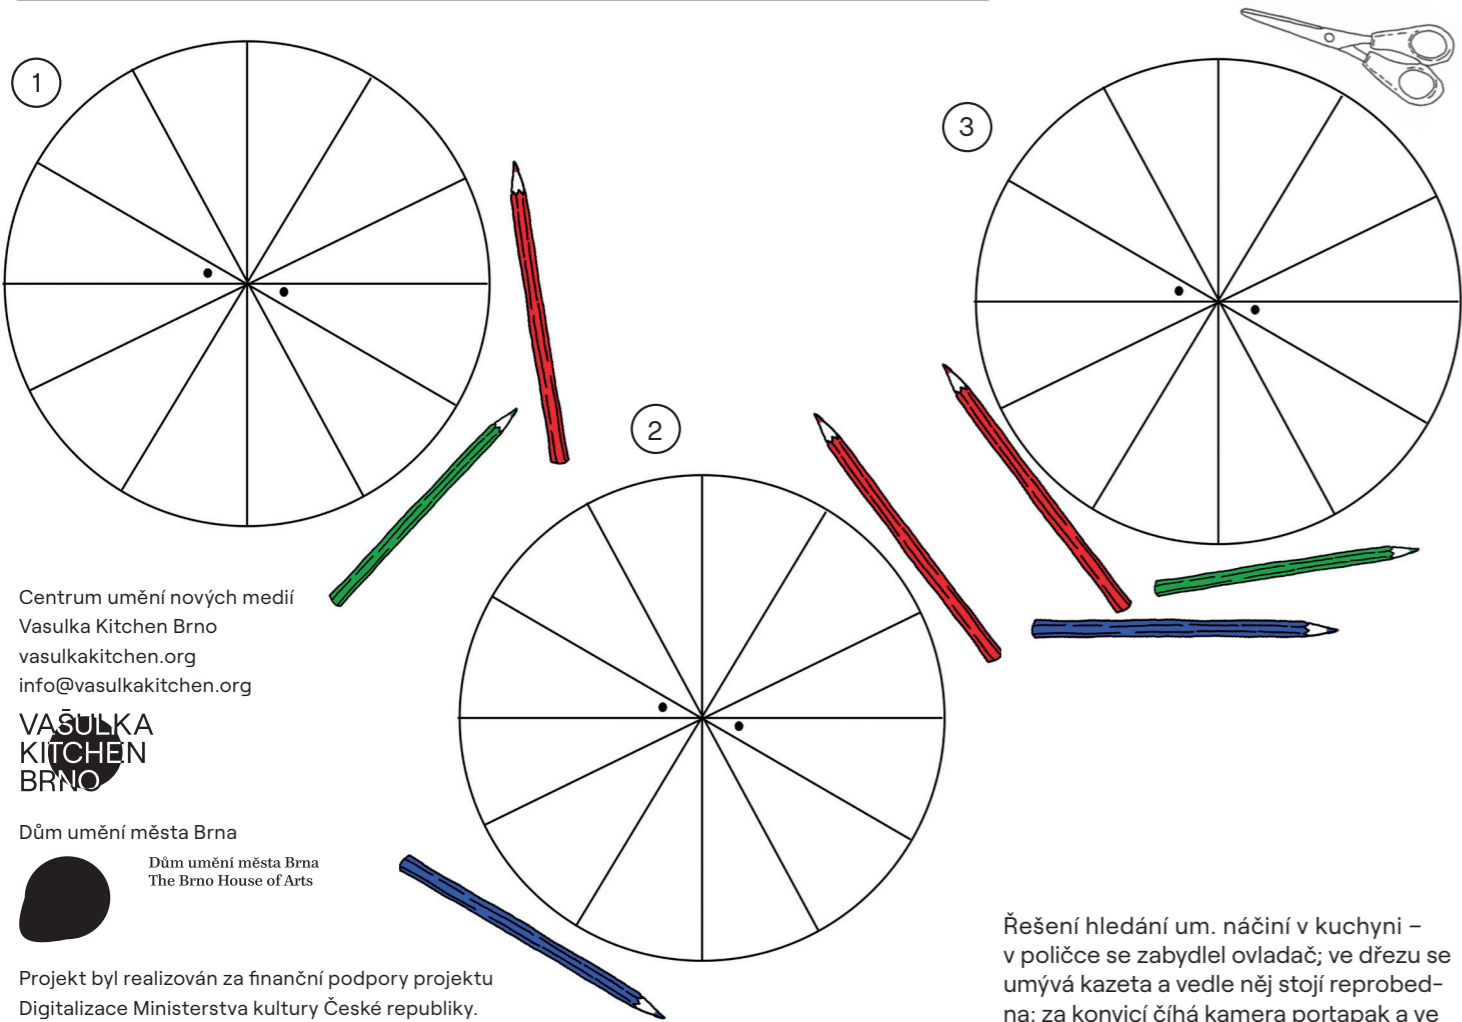 1
3
2
Centrum umění nových medií
Vasulka Kitchen Brno
vasulkakitchen.org
info@vasulkakitchen.org
VAŠULKA
KITCHEN
BRNO
Dům umění města Brna
Dům umění města Brna
The Brno House of Arts
Projekt byl realizován za finanční podpory projektu
Digitalizace Ministerstva kultury České republiky.
Řešení hledání um. náčiní v kuchyni –
v poličce se zabydlel ovladač; ve dřezu se
umývá kazeta a vedle něj stojí reprobed-
na: za konvicí číhá kamera portapak a ve